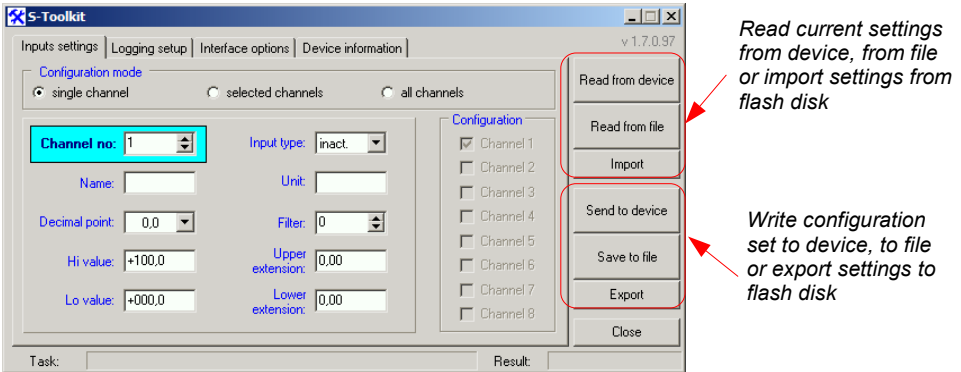 S-Toolkit
Inputs settings Logging setup Interface options Device information
v 1.7.0.97
Configuration mode
single channel selected channels all channels
Channel no: 1
Input type: inact.
Name:
Unit:
Decimal point: 0,0
Filter: 0
Hi value: +100,0
Upper
extension: 0,00
Lo value: +000,0
Lower
extension: 0,00
Configuration
Channel 1
Channel 2
Channel 3
Channel 4
Channel 5
Channel 6
Channel 7
Channel 8
Read from device
Read from file
Import
Send to device
Save to file
Export
Close
Task:
Result:
Read current settings
from device, from file
or import settings from
flash disk
Write configuration
set to device, to file
or export settings to
flash disk